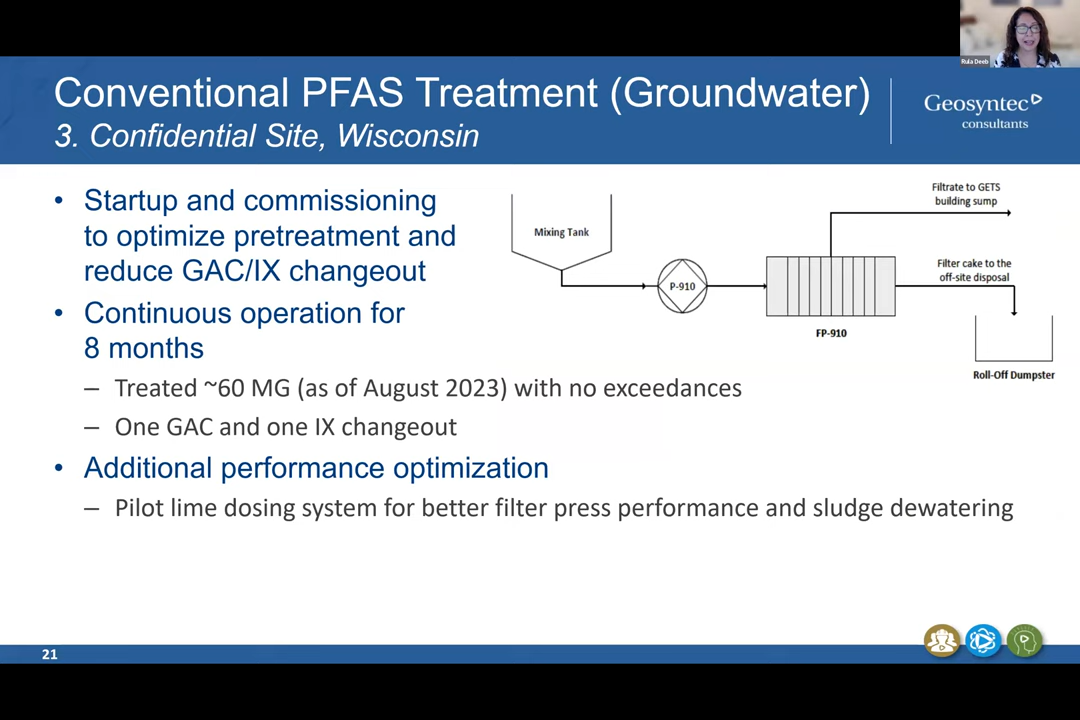 Rula Deeb
Conventional PFAS Treatment (Groundwater)
3. Confidential Site, Wisconsin
Geosyntec
consultants
• Startup and commissioning
to optimize pretreatment and
reduce GAC/IX changeout
• Continuous operation for
8 months
– Treated ~60 MG (as of August 2023) with no exceedances
– One GAC and one IX changeout
• Additional performance optimization
– Pilot lime dosing system for better filter press performance and sludge dewatering
Mixing Tank
P-910
FP-910
Filtrate to GETS
building sump
Filter cake to the
off-site disposal
Roll-Off Dumpster
21